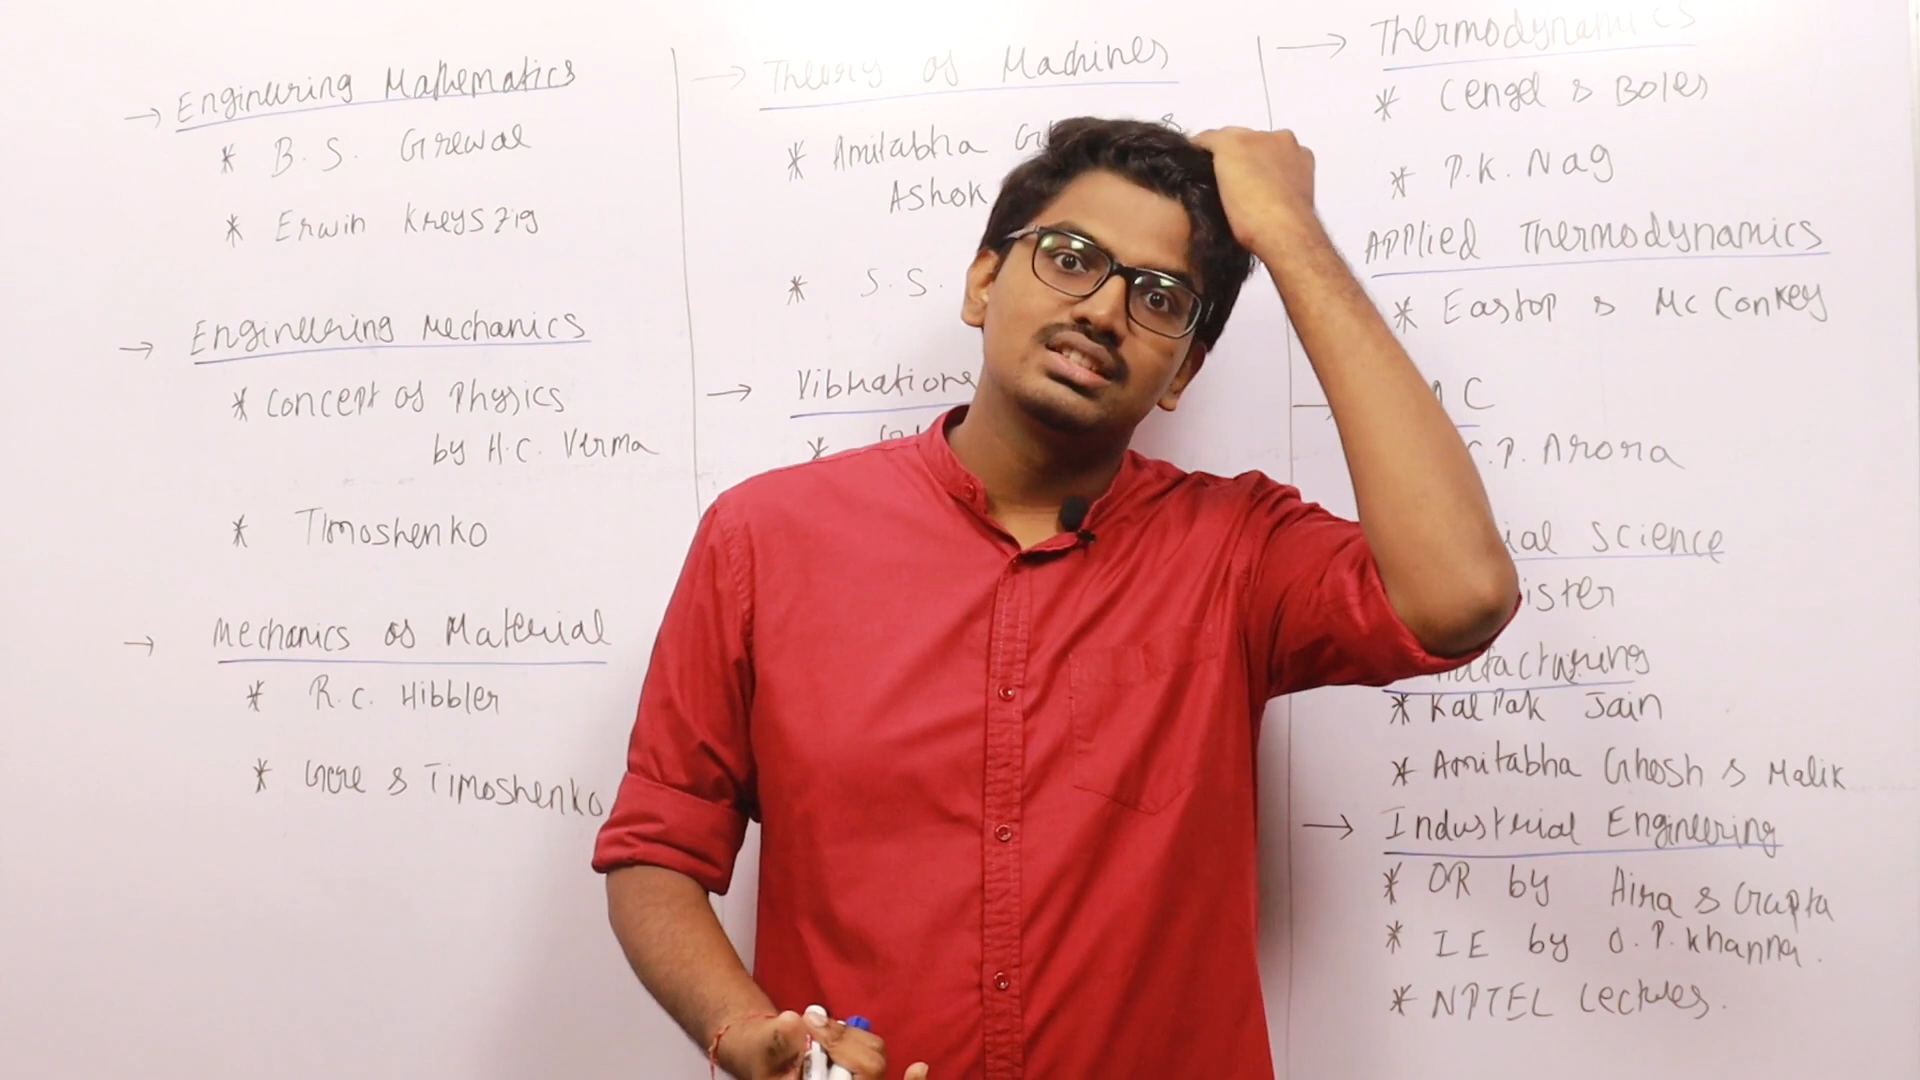 → Engineering Mathematics
* B. S. Grewal
* Erwin Kreyszig
→ Engineering Mechanics
* Concept of Physics
by H.C. Verma
* Timoshenko
→ Mechanics of Material
* R.C. Hibbler
* Gere & Timoshenko
→ Theory of Machines
* Amitabha
Ashok
* S.S.
→ Vibrations
*
→ Thermodynamics
* Cengel & Boles
* P.K. Nag
Applied Thermodynamics
* Eastop & Mc Conkey
→ C
C.P. Arora
Science
* Kalpak Jain
* Amitabha Ghosh & Malik
→ Industrial Engineering
* OR by Hira & Gupta
* IE by O.P. Khanna.
* NPTEL Lectures.